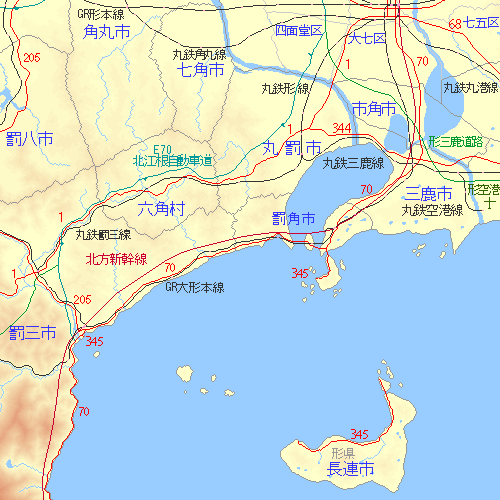 GR形本線
角丸市
四面堂区
68
七五区
大七区
205
丸鉄角丸線
七角市
1
70
丸鉄形線
丸鉄丸港線
罰八市
市角市
1
344
E70
北江根自動車道
丸罰市
形三鹿道路
丸鉄三鹿線
70
三鹿市
形空港
士
丸鉄空港線
六角村
1
罰角市
丸鉄罰三線
北方新幹線
70
1
345
GR大形本線
205
罰三市
345
70
345
形県
長連市